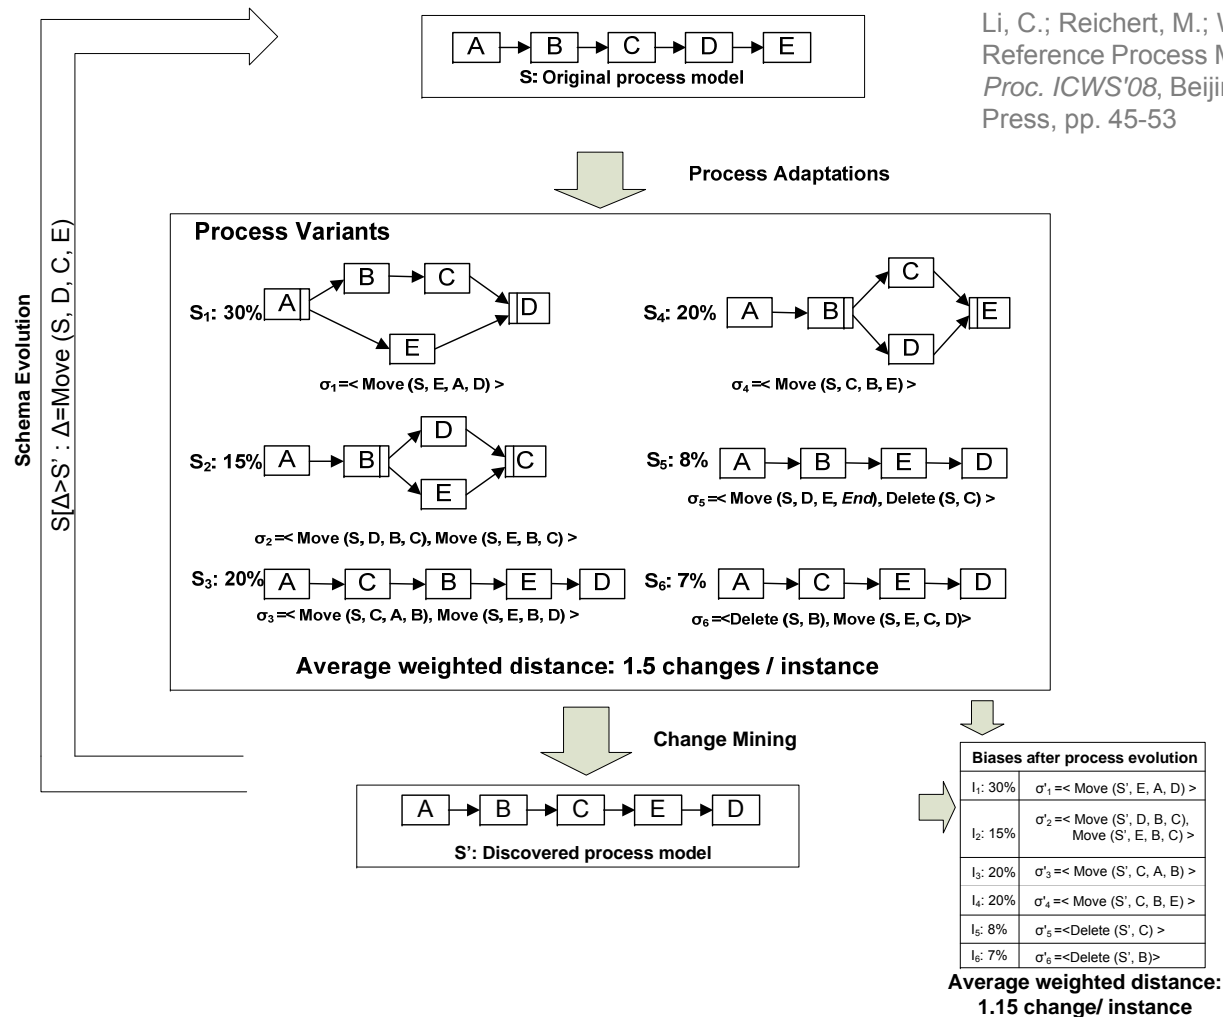 Li, C.; Reichert, M.;
Reference Process
Proc. ICWS'08,
Press, pp. 45-53
A B C D E
S: Original process model
Process Adaptations
Schema Evolution
S[Δ>S' : Δ=Move (S, D, C, E)
Process Variants
S₁: 30%
A B C E D
σ₁=< Move (S, E, A, D) >
S₄: 20%
A B C D E
σ₄=< Move (S, C, B, E) >
S₂: 15%
A B D E C
σ₂=< Move (S, D, B, C), Move (S, E, B, C) >
S₅: 8%
A B E D
σ₅=< Move (S, D, E, End), Delete (S, C) >
S₃: 20%
A C B E D
σ₃=< Move (S, C, A, B), Move (S, E, B, D) >
S₆: 7%
A C E D
σ₆=<Delete (S, B), Move (S, E, C, D)>
Average weighted distance: 1.5 changes / instance
Change Mining
A B C E D
S': Discovered process model
Biases after process evolution
I₁: 30% σ'₁ =< Move (S', E, A, D) >
I₂: 15% σ'₂ =< Move (S', D, B, C),
Move (S', E, B, C) >
I₃: 20% σ'₃ =< Move (S', C, A, B) >
I₄: 20% σ'₄ =< Move (S', C, B, E) >
I₅: 8% σ'₅ =<Delete (S', C) >
I₆: 7% σ'₆ =<Delete (S', B)>
Average weighted distance:
1.15 change/ instance